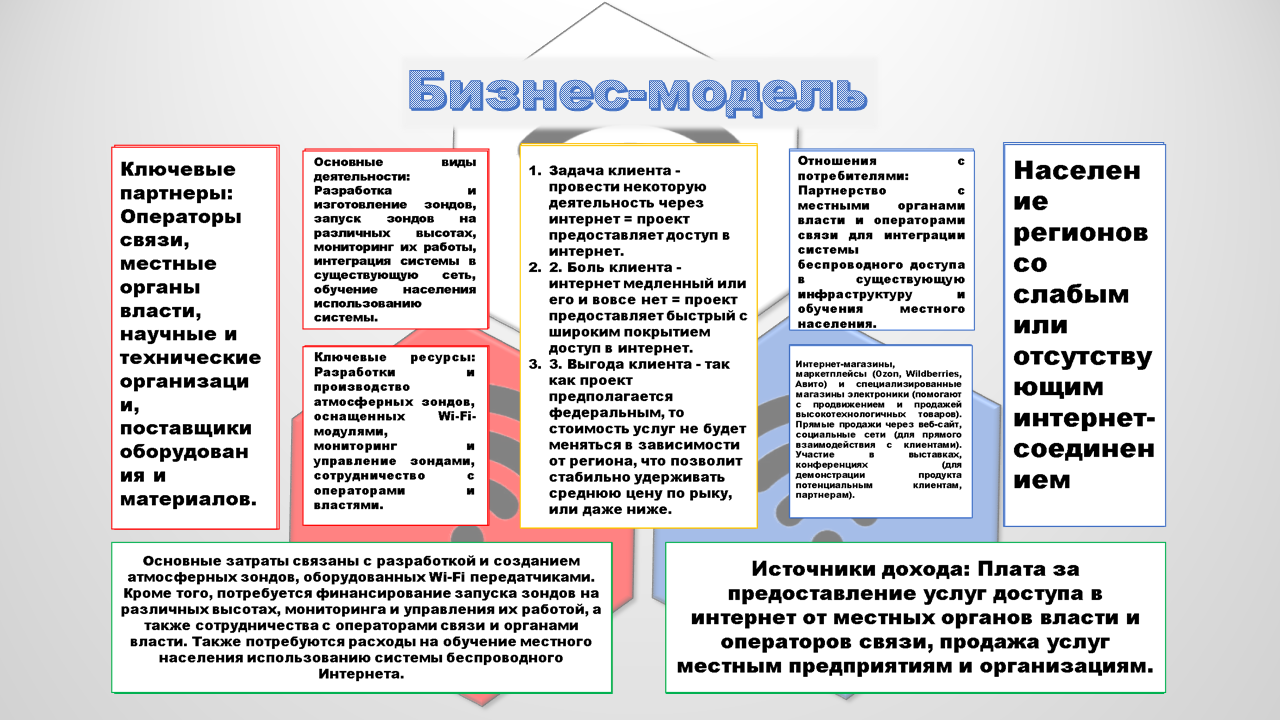 Бизнес-модель
Ключевые
партнеры:
Операторы
связи,
местные
органы
власти,
научные и
технические
организаци
и,
поставщики
оборудован
ия и
материалов.
Основные виды
деятельности:
Разработка и
изготовление зондов,
запуск зондов на
различных высотах,
мониторинг их работы,
интеграция системы в
существующую сеть,
обучение населения
использованию
системы.
Ключевые ресурсы:
Разработки и
производство
атмосферных зондов,
оснащенных Wi-Fi-
модулями,
мониторинг и
управление зондами,
сотрудничество с
операторами и
властями.
1. Задача клиента -
провести некоторую
деятельность через
интернет = проект
предоставляет доступ в
интернет.
2. 2. Боль клиента -
интернет медленный или
его и вовсе нет = проект
предоставляет быстрый с
широким покрытием
доступ в интернет.
3. 3. Выгода клиента - так
как проект
предполагается
федеральным, то
стоимость услуг не будет
меняться в зависимости
от региона, что позволит
стабильно удерживать
среднюю цену по рыку,
или даже ниже.
Отношения с
потребителями:
Партнерство с
местными органами
власти и операторами
связи для интеграции
системы
беспроводного доступа
в существующую
инфраструктуру и
обучения местного
населения.
Интернет-магазины,
маркетплейсы (Ozon, Wildberries,
Авито) и специализированные
магазины электроники (помогают
с продвижением и продажей
высокотехнологичных товаров).
Прямые продажи через веб-сайт,
социальные сети (для прямого
взаимодействия с клиентами).
Участие в выставках,
конференциях (для
демонстрации продукта
потенциальным клиентам,
партнерам).
Населен
ие
регионов
со
слабым
или
отсутству
ющим
интернет-
соединен
ием
Основные затраты связаны с разработкой и созданием
атмосферных зондов, оборудованных Wi-Fi передатчиками.
Кроме того, потребуется финансирование запуска зондов на
различных высотах, мониторинга и управления их работой, а
также сотрудничества с операторами связи и органами
власти. Также потребуются расходы на обучение местного
населения использованию системы беспроводного
Интернета.
Источники дохода: Плата за
предоставление услуг доступа в
интернет от местных органов власти и
операторов связи, продажа услуг
местным предприятиям и организациям.